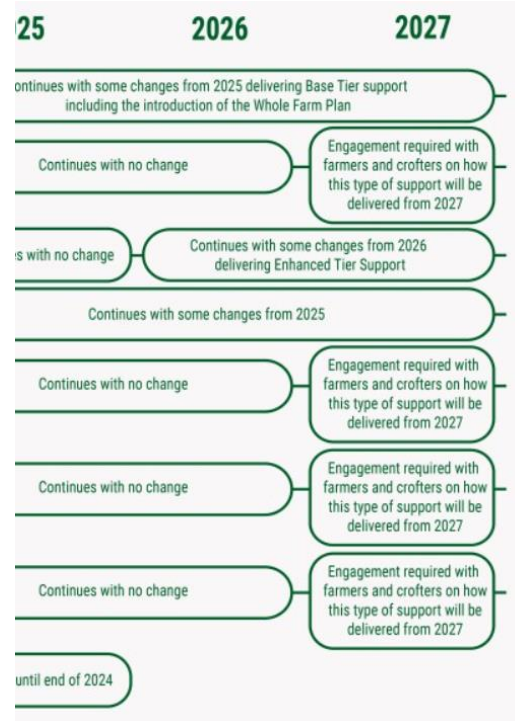 25 2026 2027
ontinues with some changes from 2025 delivering Base Tier support
including the introduction of the Whole Farm Plan
Continues with no change
Engagement required with
farmers and crofters on how
this type of support will be
delivered from 2027
s with no change
Continues with some changes from 2026
delivering Enhanced Tier Support
Continues with some changes from 2025
Continues with no change
Engagement required with
farmers and crofters on how
this type of support will be
delivered from 2027
Continues with no change
Engagement required with
farmers and crofters on how
this type of support will be
delivered from 2027
Continues with no change
Engagement required with
farmers and crofters on how
this type of support will be
delivered from 2027
until end of 2024